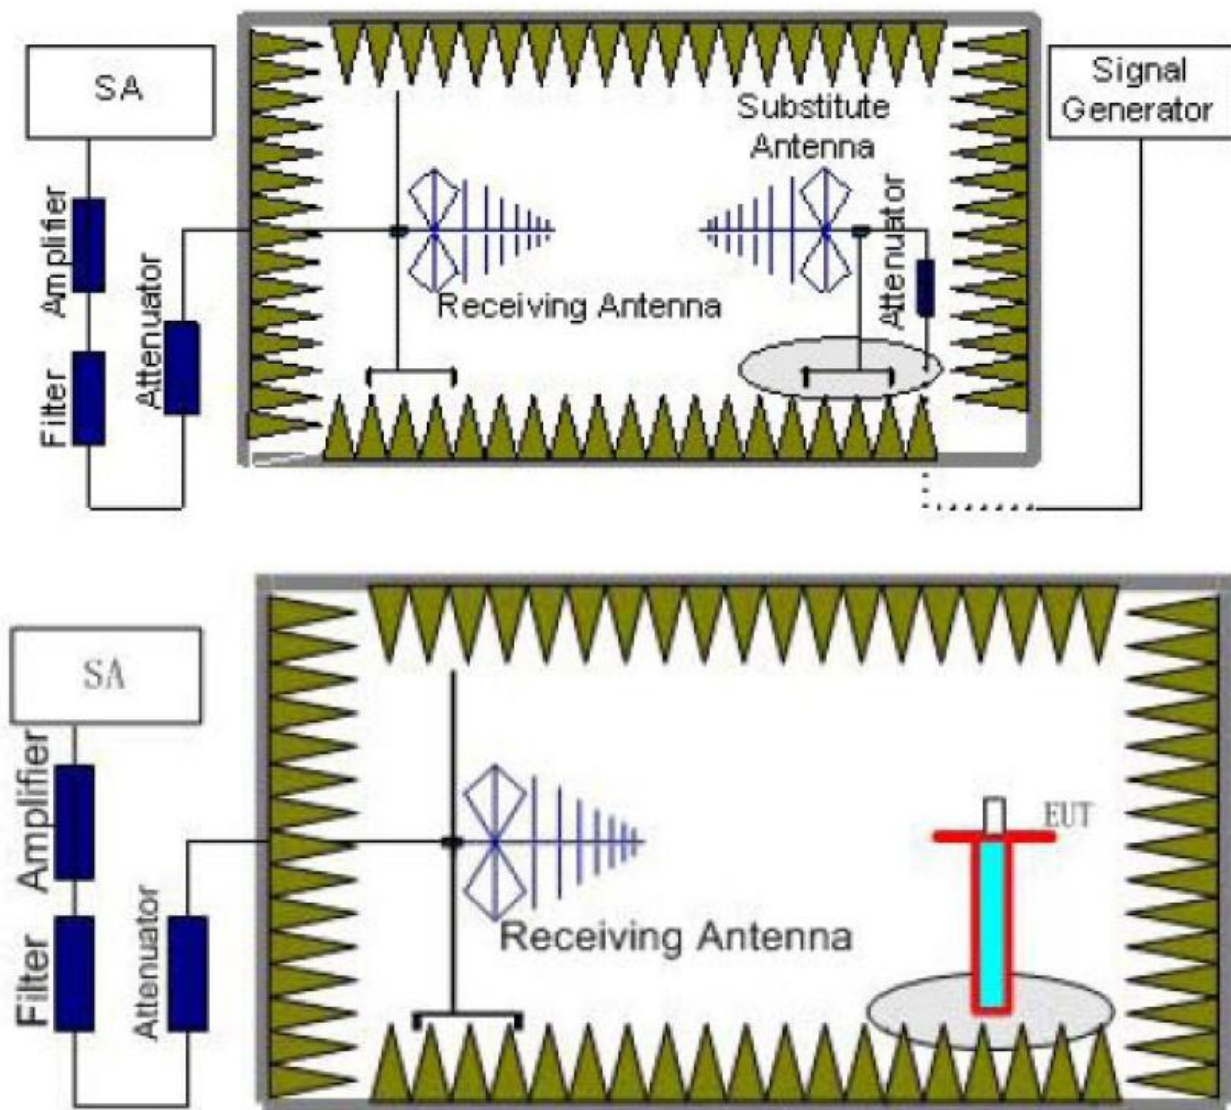 SA
Signal
Generator
Substitute
Antenna
Amplifier
Attenuator
Attenuator
Receiving Antenna
Filter
SA
Amplifier
EUT
Receiving Antenna
Filter
Attenuator